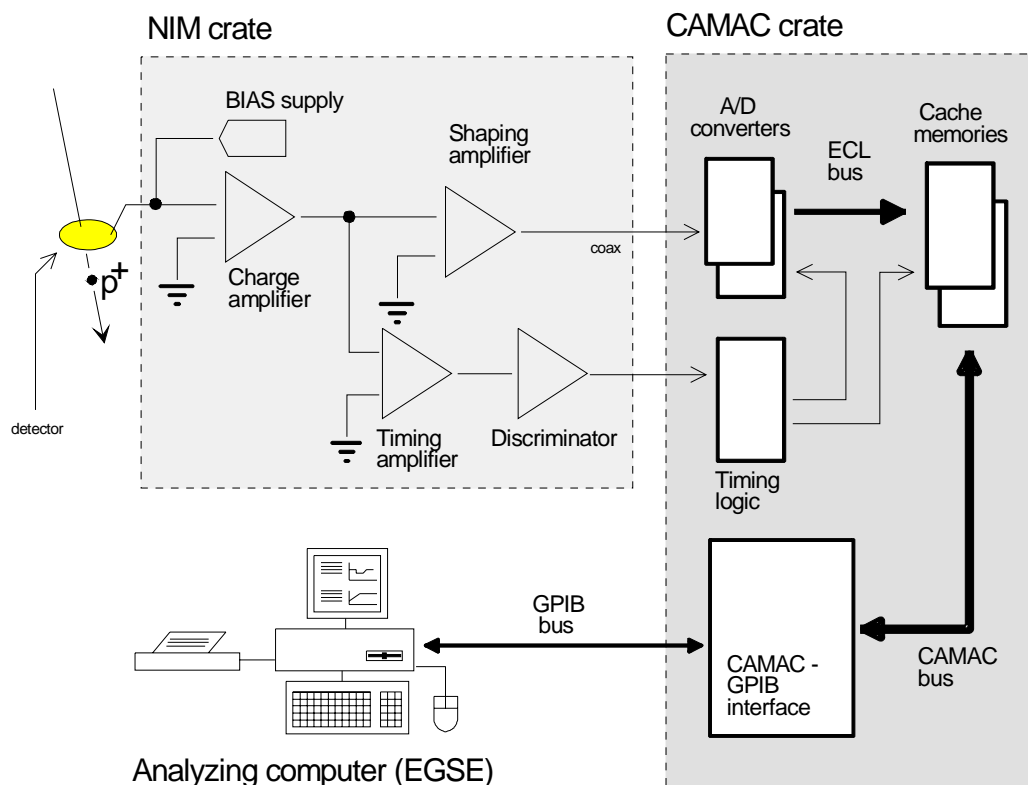 NIM crate
CAMAC crate
BIAS supply
Shaping
amplifier
A/D
converters
Cache
memories
ECL
bus
coax
p+
Charge
amplifier
detector
Timing
amplifier
Discriminator
Timing
logic
GPIB
bus
CAMAC -
GPIB
interface
CAMAC
bus
Analyzing computer (EGSE)